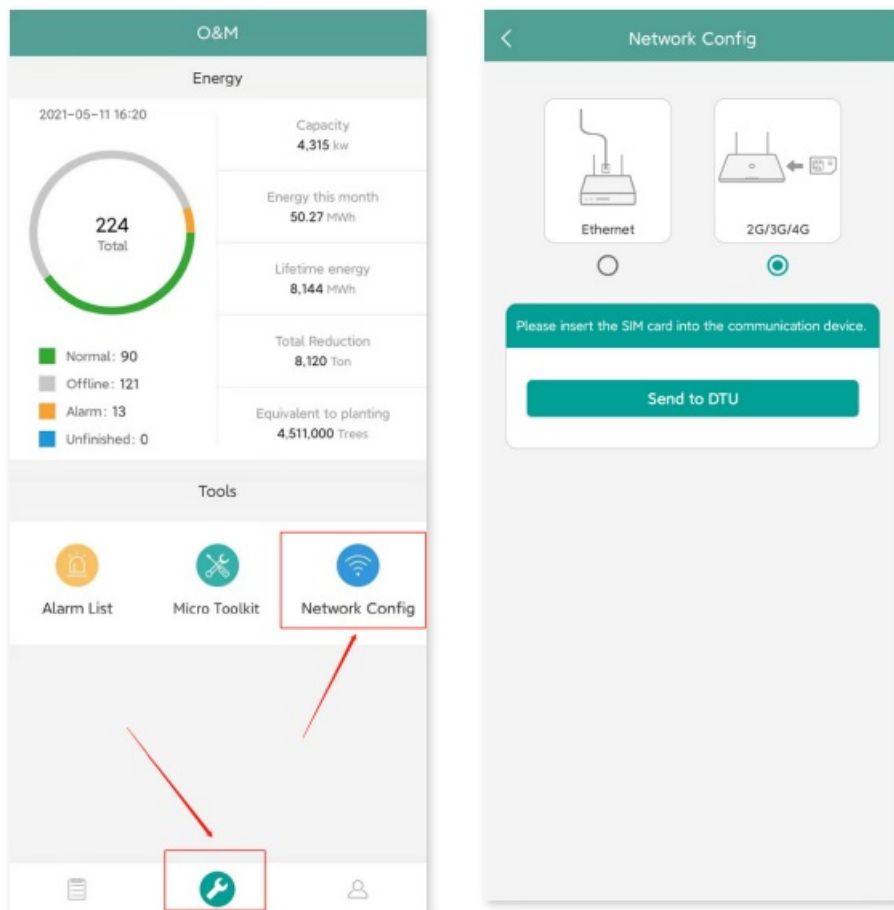 O&M
Energy
2021-05-11 16:20
224
Total
Normal: 90
Offline: 121
Alarm: 13
Unfinished: 0
Capacity
4,315 kw
Energy this month
50.27 MWh
Lifetime energy
8,144 MWh
Total Reduction
8,120 Ton
Equivalent to planting
4,511,000 Trees
Tools
Alarm List
Micro Toolkit
Network Config
Network Config
Ethernet
2G/3G/4G
Please insert the SIM card into the communication device.
Send to DTU